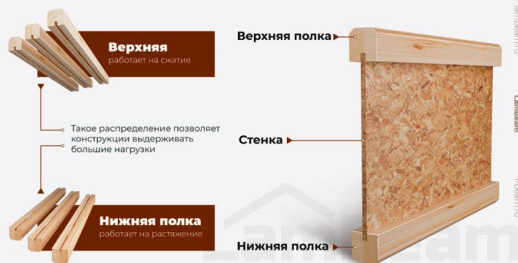 Верхняя
работает на сжатие
Такое распределение позволяет
конструкции выдерживать
большие нагрузки
Нижняя полка
работает на растяжение
Верхняя полка
Стенка
Нижняя полка
Lambeam